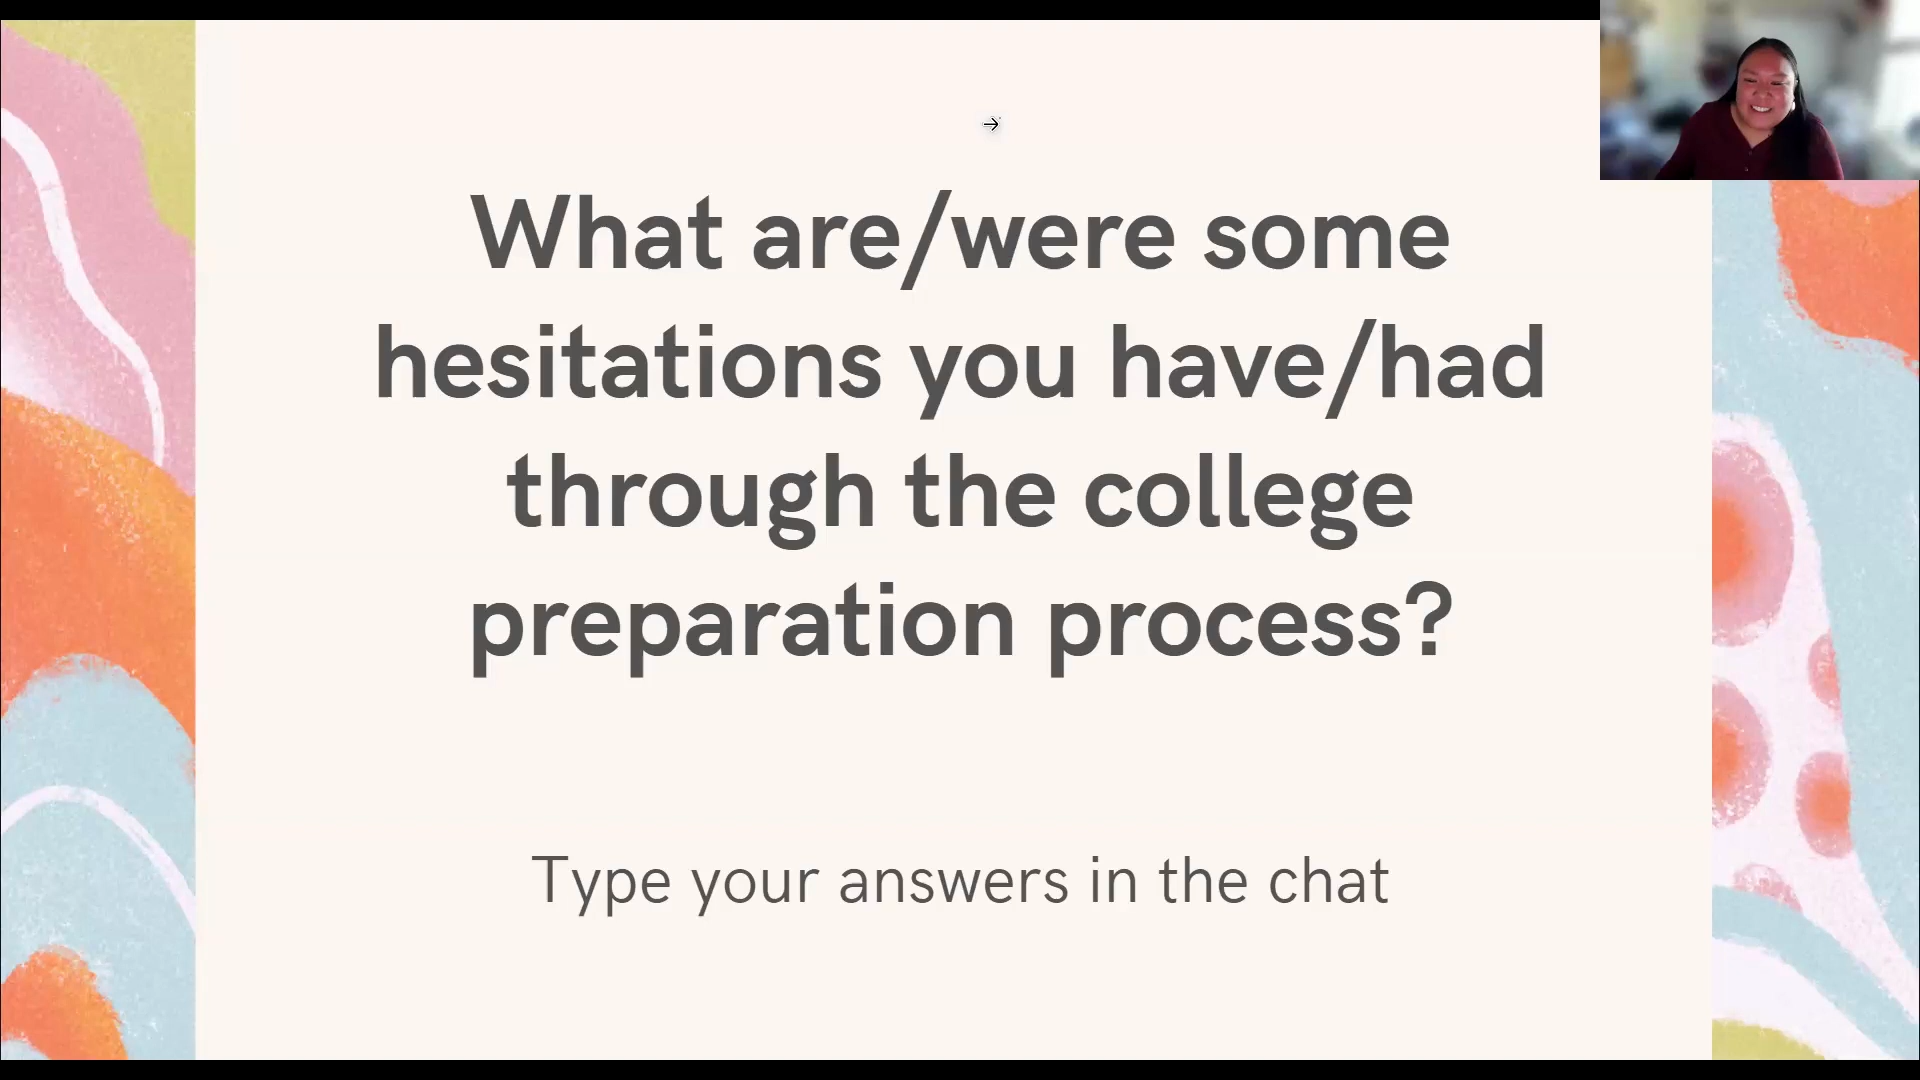 What are/were some
hesitations you have/had
through the college
preparation process?
Type your answers in the chat